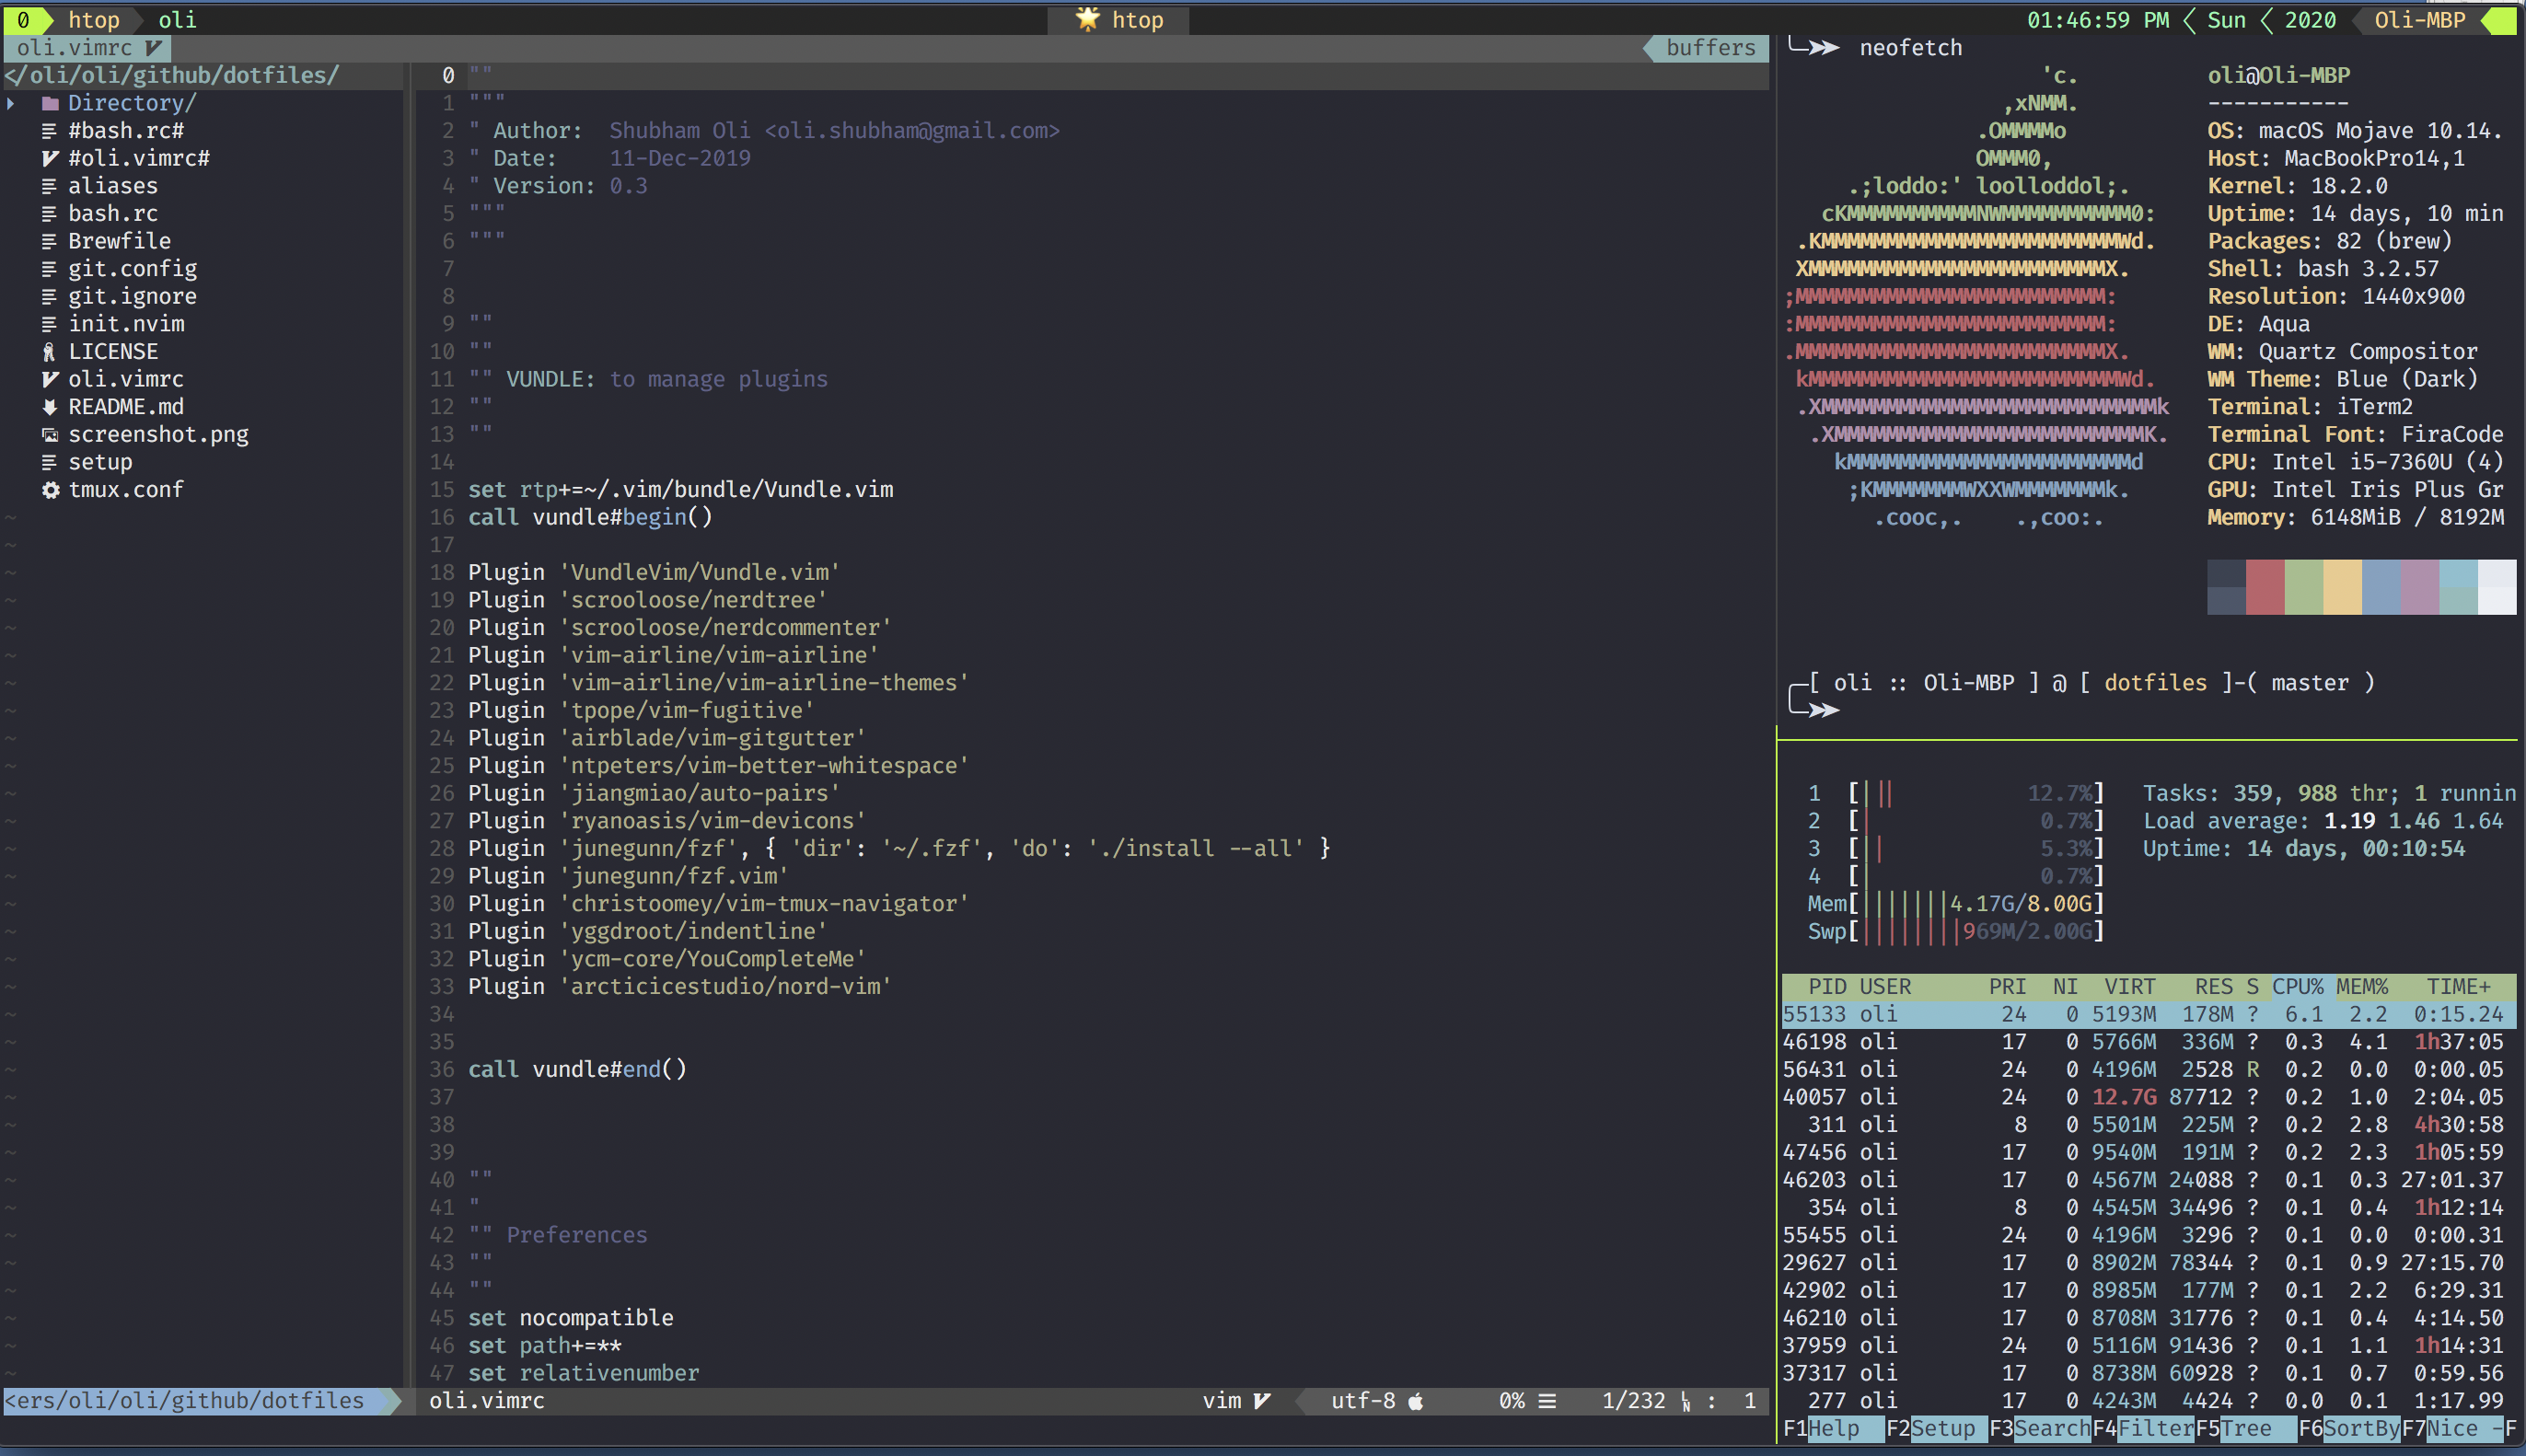 0 htop oli
🌟 htop
01:46:59 PM Sun 2020 Oli-MBP
oli.vimrc
buffers
</oli/oli/github/dotfiles/
Directory/
#bash.rc#
#oli.vimrc#
aliases
bash.rc
Brewfile
git.config
git.ignore
init.nvim
LICENSE
oli.vimrc
README.md
screenshot.png
setup
tmux.conf
<ers/oli/oli/github/dotfiles
0 ""
1 """
2 " Author:  Shubham Oli <oli.shubham@gmail.com>
3 " Date:    11-Dec-2019
4 " Version: 0.3
5 """
6 """
7
8
9 ""
10 ""
11 "" VUNDLE: to manage plugins
12 ""
13 ""
14
15 set rtp+=~/.vim/bundle/Vundle.vim
16 call vundle#begin()
17
18 Plugin 'VundleVim/Vundle.vim'
19 Plugin 'scrooloose/nerdtree'
20 Plugin 'scrooloose/nerdcommenter'
21 Plugin 'vim-airline/vim-airline'
22 Plugin 'vim-airline/vim-airline-themes'
23 Plugin 'tpope/vim-fugitive'
24 Plugin 'airblade/vim-gitgutter'
25 Plugin 'ntpeters/vim-better-whitespace'
26 Plugin 'jiangmiao/auto-pairs'
27 Plugin 'ryanoasis/vim-devicons'
28 Plugin 'junegunn/fzf', { 'dir': '~/.fzf', 'do': './install --all' }
29 Plugin 'junegunn/fzf.vim'
30 Plugin 'christoomey/vim-tmux-navigator'
31 Plugin 'yggdroot/indentline'
32 Plugin 'ycm-core/YouCompleteMe'
33 Plugin 'arcticicestudio/nord-vim'
34
35
36 call vundle#end()
37
38
39
40 ""
41 "
42 "" Preferences
43 ""
44 ""
45 set nocompatible
46 set path+=**
47 set relativenumber
oli.vimrc vim utf-8 0% 1/232 : 1
neofetch
'c.
,xNMM.
.OMMMMo
OMMM0,
.;loddo:' loolloddol;.
cKMMMMMMMMMMNWMMMMMMMMMM0:
.KMMMMMMMMMMMMMMMMMMMMMMMWd.
XMMMMMMMMMMMMMMMMMMMMMMMX.
;MMMMMMMMMMMMMMMMMMMMMMMM:
:MMMMMMMMMMMMMMMMMMMMMMMM:
.MMMMMMMMMMMMMMMMMMMMMMMMX.
kMMMMMMMMMMMMMMMMMMMMMMMMWd.
.XMMMMMMMMMMMMMMMMMMMMMMMMMMk
.XMMMMMMMMMMMMMMMMMMMMMMMMK.
kMMMMMMMMMMMMMMMMMMMMMMd
;KMMMMMMMWXXWMMMMMMMk.
.cooc,.    .,coo:.
oli@Oli-MBP
-----------
OS: macOS Mojave 10.14.
Host: MacBookPro14,1
Kernel: 18.2.0
Uptime: 14 days, 10 min
Packages: 82 (brew)
Shell: bash 3.2.57
Resolution: 1440x900
DE: Aqua
WM: Quartz Compositor
WM Theme: Blue (Dark)
Terminal: iTerm2
Terminal Font: FiraCode
CPU: Intel i5-7360U (4)
GPU: Intel Iris Plus Gr
Memory: 6148MiB / 8192M
[ oli :: Oli-MBP ] @ [ dotfiles ]-( master )
1 [||| 12.7%]
2 [| 0.7%]
3 [|| 5.3%]
4 [| 0.7%]
Mem[|||||||4.17G/8.00G]
Swp[||||||||969M/2.00G]
Tasks: 359, 988 thr; 1 runnin
Load average: 1.19 1.46 1.64
Uptime: 14 days, 00:10:54
PID USER PRI NI VIRT RES S CPU% MEM% TIME+
55133 oli 24 0 5193M 178M ? 6.1 2.2 0:15.24
46198 oli 17 0 5766M 336M ? 0.3 4.1 1h37:05
56431 oli 24 0 4196M 2528 R 0.2 0.0 0:00.05
40057 oli 24 0 12.7G 87712 ? 0.2 1.0 2:04.05
311 oli 8 0 5501M 225M ? 0.2 2.8 4h30:58
47456 oli 17 0 9540M 191M ? 0.2 2.3 1h05:59
46203 oli 17 0 4567M 24088 ? 0.1 0.3 27:01.37
354 oli 8 0 4545M 34496 ? 0.1 0.4 1h12:14
55455 oli 24 0 4196M 3296 ? 0.1 0.0 0:00.31
29627 oli 17 0 8902M 78344 ? 0.1 0.9 27:15.70
42902 oli 17 0 8985M 177M ? 0.1 2.2 6:29.31
46210 oli 17 0 8708M 31776 ? 0.1 0.4 4:14.50
37959 oli 24 0 5116M 91436 ? 0.1 1.1 1h14:31
37317 oli 17 0 8738M 60928 ? 0.1 0.7 0:59.56
277 oli 17 0 4243M 4424 ? 0.0 0.1 1:17.99
F1Help F2Setup F3SearchF4FilterF5Tree F6SortByF7Nice -F